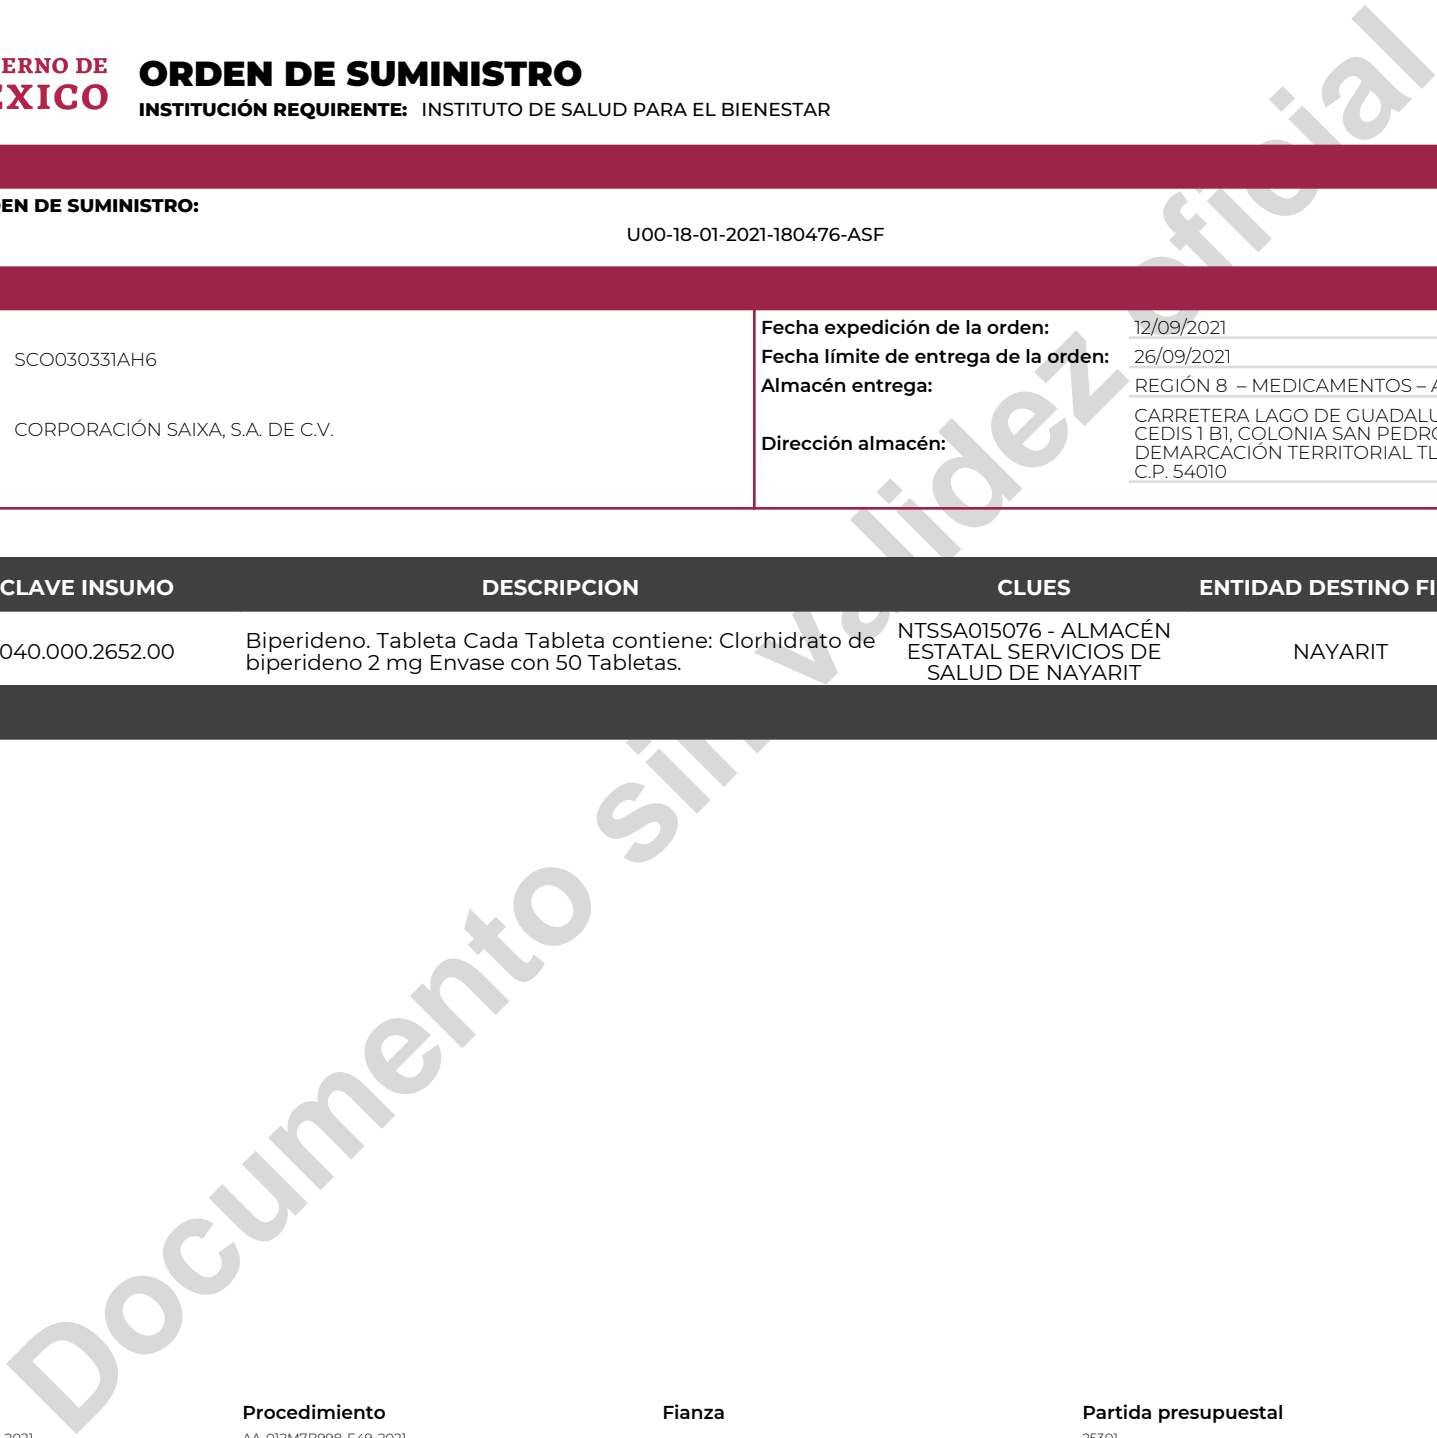 ERNO DE
EXICO
ORDEN DE SUMINISTRO
INSTITUCIÓN REQUIRENTE: INSTITUTO DE SALUD PARA EL BIENESTAR
EN DE SUMINISTRO:
U00-18-01-2021-180476-ASF
SCO030331AH6
CORPORACIÓN SAIXA, S.A. DE C.V.
Fecha expedición de la orden: 12/09/2021
Fecha límite de entrega de la orden: 26/09/2021
Almacén entrega: REGIÓN 8 – MEDICAMENTOS – A
Dirección almacén:
CARRETERA LAGO DE GUADALU
CEDIS 1 B1, COLONIA SAN PEDRO
DEMARCACIÓN TERRITORIAL TL
C.P. 54010
CLAVE INSUMO DESCRIPCION CLUES ENTIDAD DESTINO FI
040.000.2652.00
Biperideno. Tableta Cada Tableta contiene: Clorhidrato de
biperideno 2 mg Envase con 50 Tabletas.
NTSSA015076 - ALMACÉN
ESTATAL SERVICIOS DE
SALUD DE NAYARIT
NAYARIT
Documento sin validez oficial
Procedimiento Fianza Partida presupuestal